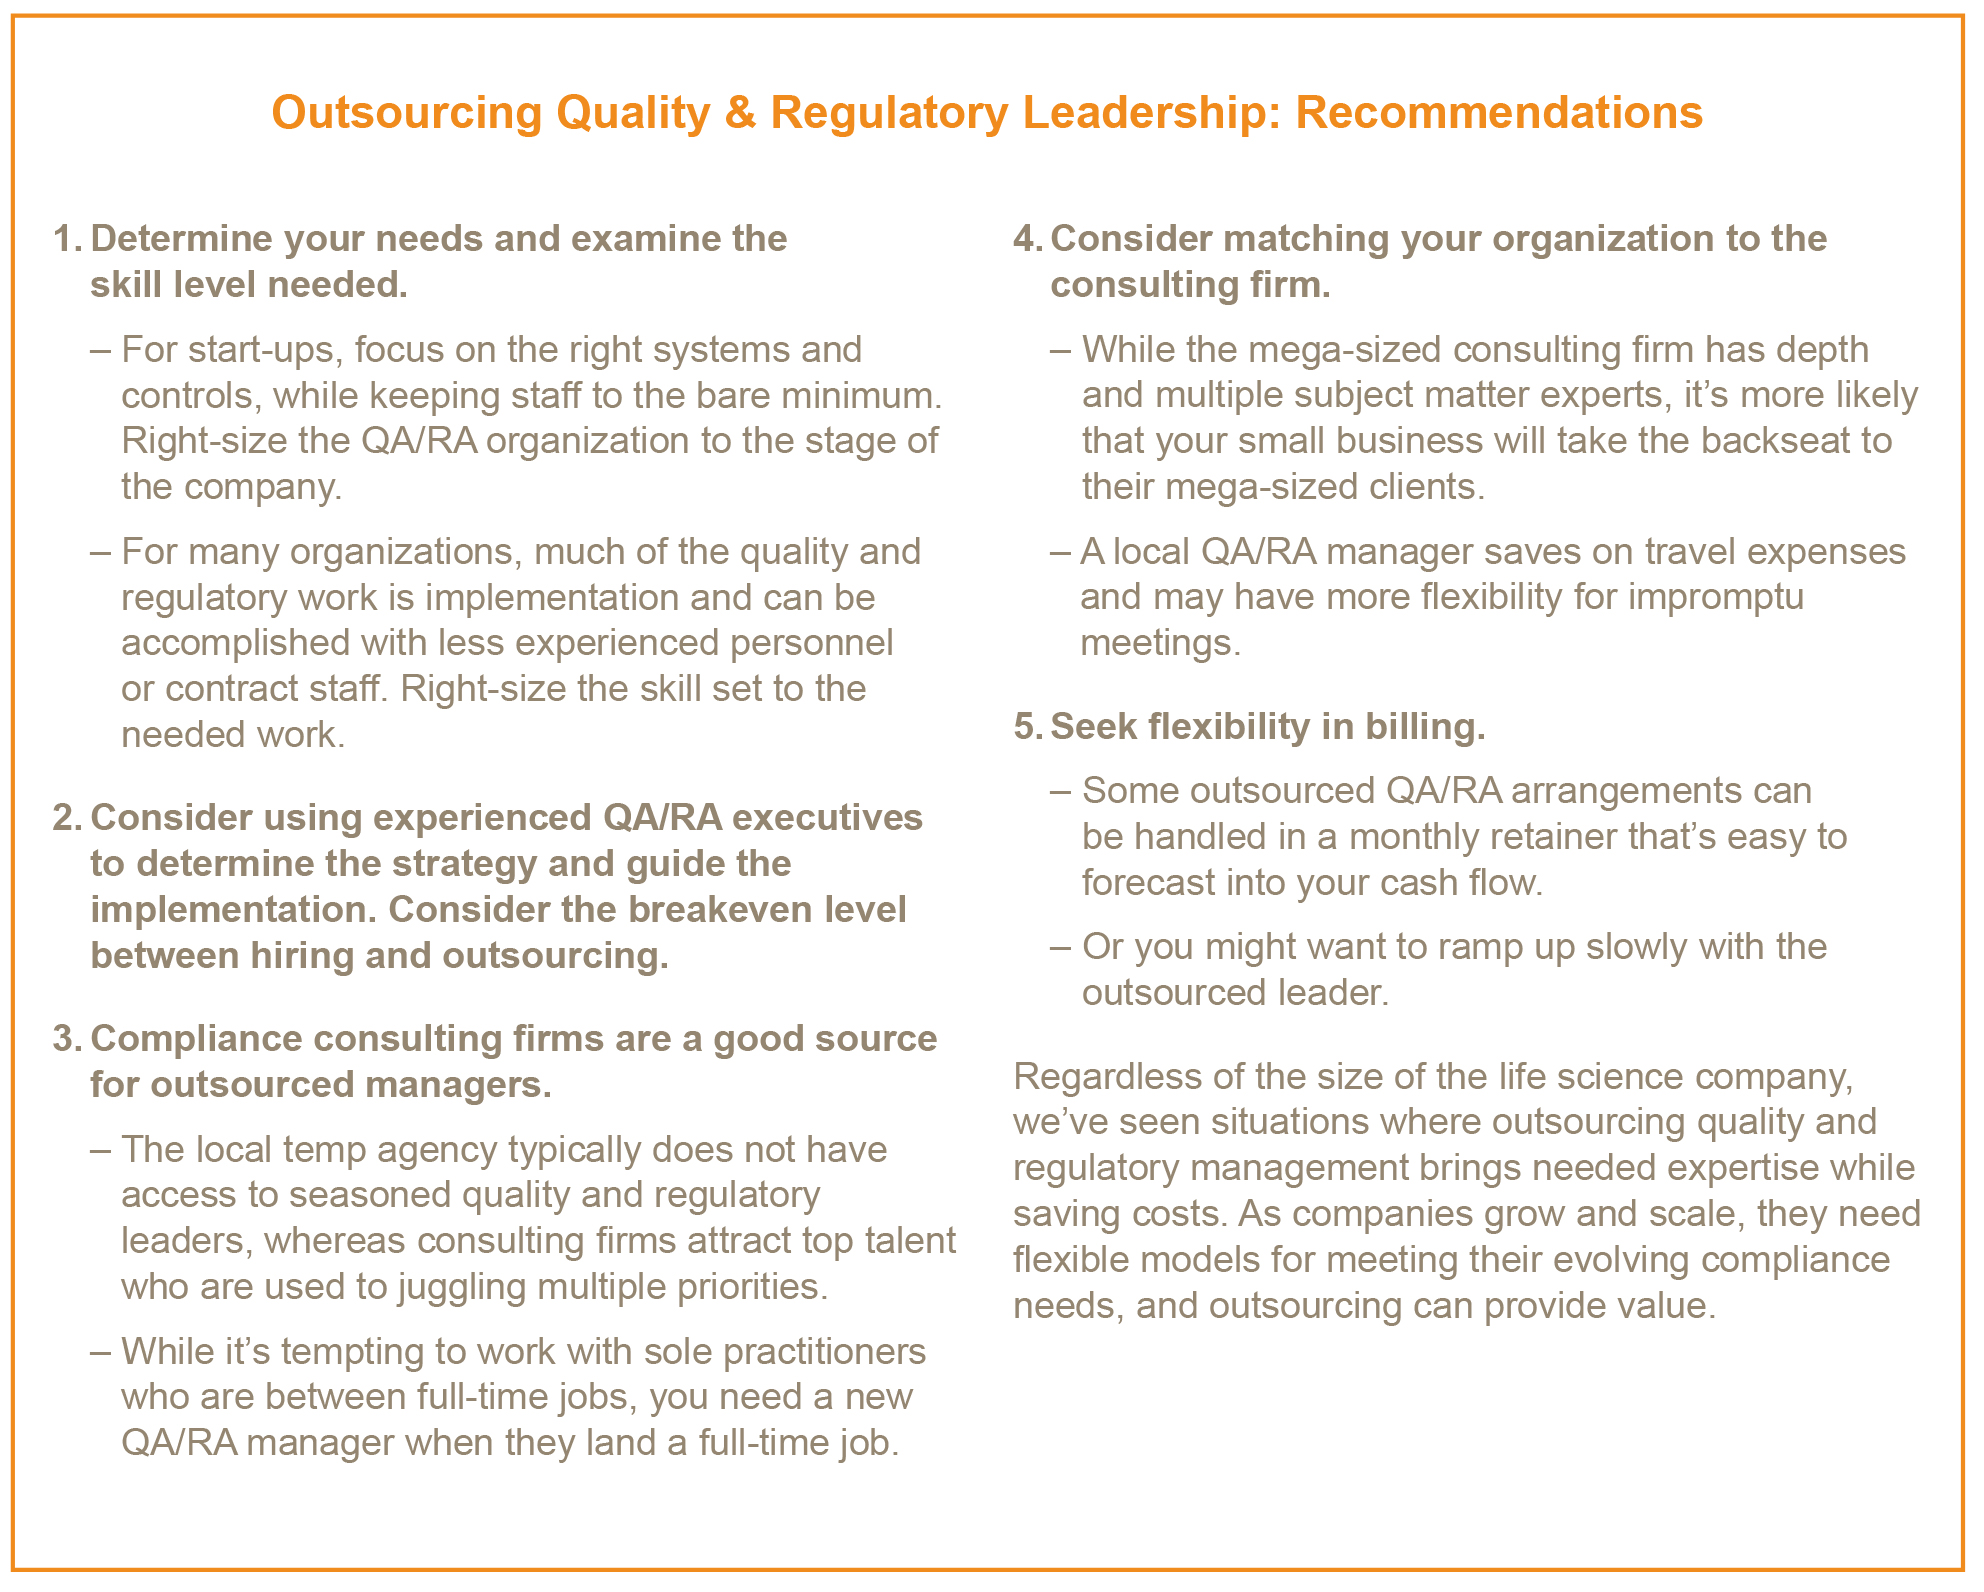 Outsourcing Quality & Regulatory Leadership: Recommendations
1. Determine your needs and examine the
skill level needed.
– For start-ups, focus on the right systems and
controls, while keeping staff to the bare minimum.
Right-size the QA/RA organization to the stage of
the company.
– For many organizations, much of the quality and
regulatory work is implementation and can be
accomplished with less experienced personnel
or contract staff. Right-size the skill set to the
needed work.
2. Consider using experienced QA/RA executives
to determine the strategy and guide the
implementation. Consider the breakeven level
between hiring and outsourcing.
3. Compliance consulting firms are a good source
for outsourced managers.
– The local temp agency typically does not have
access to seasoned quality and regulatory
leaders, whereas consulting firms attract top talent
who are used to juggling multiple priorities.
– While it’s tempting to work with sole practitioners
who are between full-time jobs, you need a new
QA/RA manager when they land a full-time job.
4. Consider matching your organization to the
consulting firm.
– While the mega-sized consulting firm has depth
and multiple subject matter experts, it’s more likely
that your small business will take the backseat to
their mega-sized clients.
– A local QA/RA manager saves on travel expenses
and may have more flexibility for impromptu
meetings.
5. Seek flexibility in billing.
– Some outsourced QA/RA arrangements can
be handled in a monthly retainer that’s easy to
forecast into your cash flow.
– Or you might want to ramp up slowly with the
outsourced leader.
Regardless of the size of the life science company,
we’ve seen situations where outsourcing quality and
regulatory management brings needed expertise while
saving costs. As companies grow and scale, they need
flexible models for meeting their evolving compliance
needs, and outsourcing can provide value.